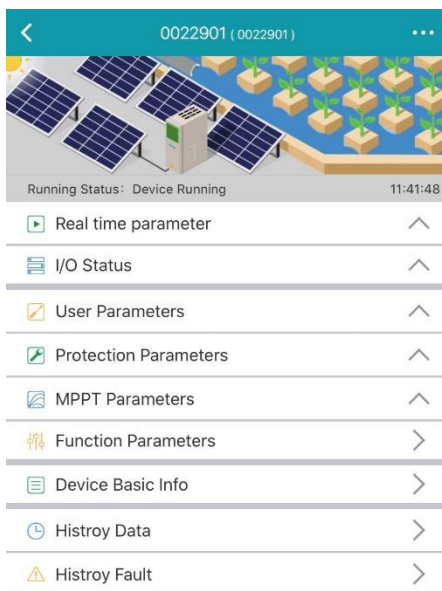 0022901 (0022901)
Running Status: Device Running 11:41:48
Real time parameter
I/O Status
User Parameters
Protection Parameters
MPPT Parameters
Function Parameters
Device Basic Info
Histroy Data
Histroy Fault